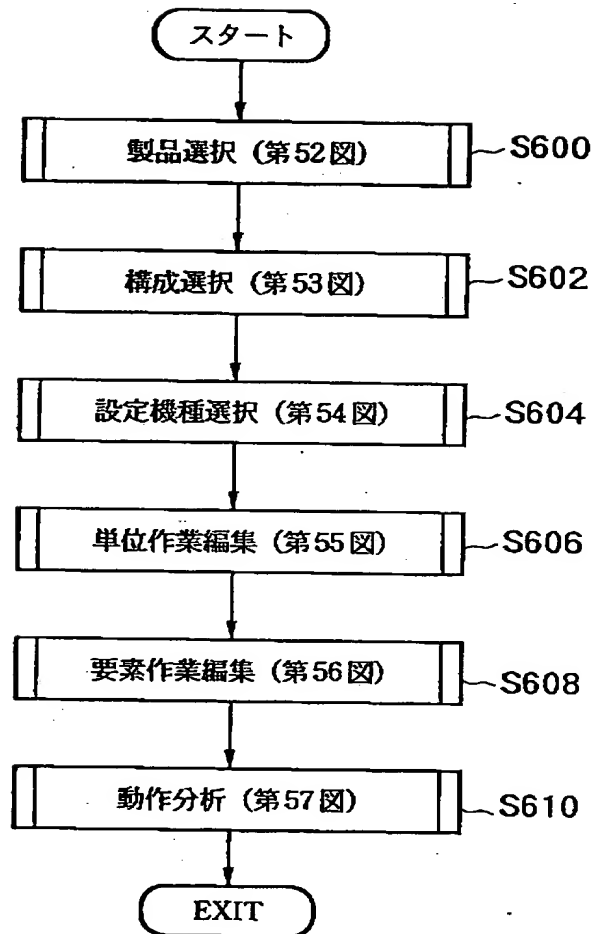 スタート
製品選択（第52図）
S600
構成選択（第53図）
S602
設定機種選択（第54図）
S604
単位作業編集（第55図）
S606
要素作業編集（第56図）
S608
動作分析（第57図）
S610
EXIT